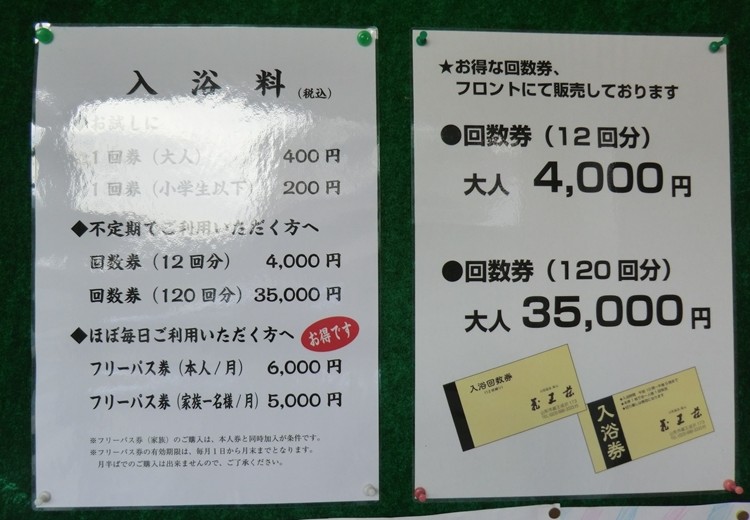 入浴料（税込）
◆お試しに
1回券（大人） 400円
1回券（小学生以下） 200円
◆不定期でご利用いただく方へ
回数券（12回分） 4,000円
回数券（120回分）35,000円
◆ほぼ毎日ご利用いただく方へ お得です
フリーパス券（本人／月） 6,000円
フリーパス券（家族一名様／月）5,000円
※フリーパス券（家族）のご購入は、本人券と同時加入が条件です。
※フリーパス券の有効期限は、毎月1日から月末までとなります。
月半ばでのご購入は出来ませんので、ご了承ください。
★お得な回数券、
フロントにて販売しております
●回数券（12回分）
大人 4,000円
●回数券（120回分）
大人 35,000円
入浴回数券
入浴券